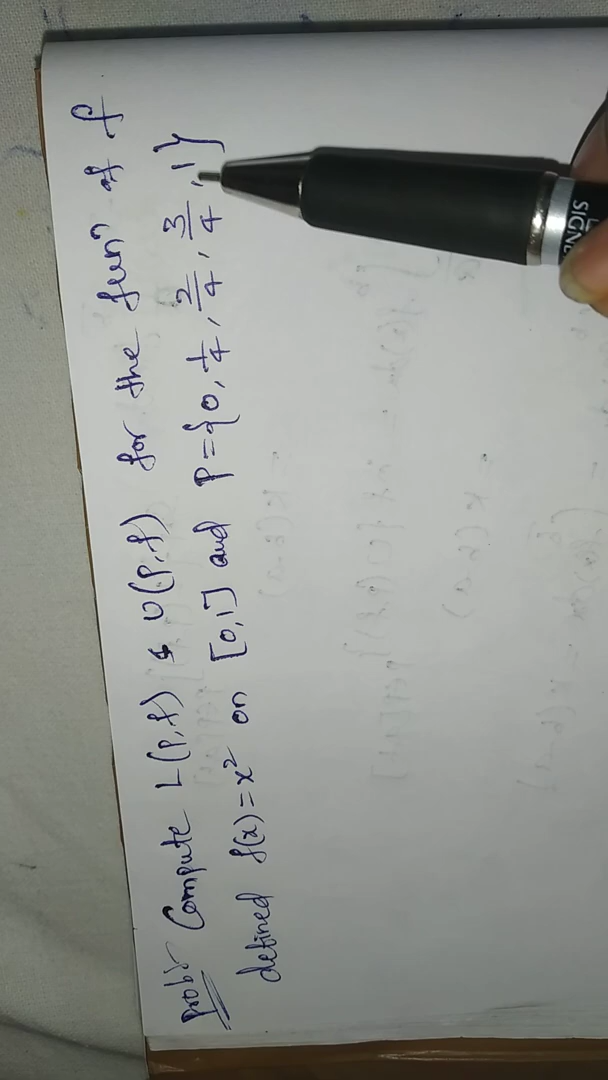 Prob:- Compute L(P,f) & U(P,f) for the funⁿ of f
defined f(x)=x² on [0,1] and P={0, 1/4, 2/4, 3/4, 1}